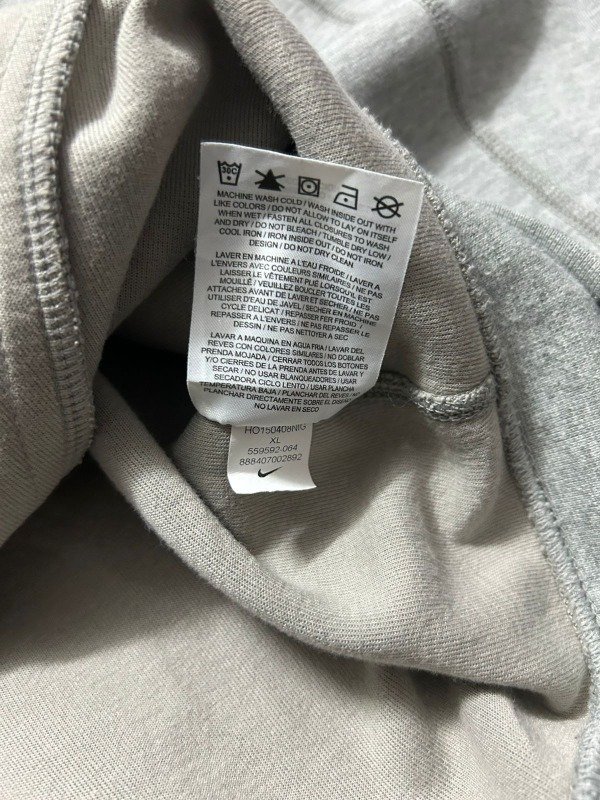 30C
MACHINE WASH COLD / WASH INSIDE OUT WITH
LIKE COLORS / DO NOT ALLOW TO LAY ON ITSELF
WHEN WET / FASTEN ALL CLOSURES TO WASH
AND DRY / DO NOT BLEACH / TUMBLE DRY LOW /
COOL IRON / IRON INSIDE OUT / DO NOT IRON
DESIGN / DO NOT DRY CLEAN
LAVER EN MACHINE À L'EAU FROIDE / LAVER À
L'ENVERS AVEC COULEURS SIMILAIRES / NE PAS
LAISSER LE VÊTEMENT PLIÉ LORSQU'IL EST
MOUILLÉ / VEUILLEZ BOUCLER TOUTES LES
ATTACHES AVANT DE LAVER ET SÉCHER / NE PAS
UTILISER D'EAU DE JAVEL / SÉCHER EN MACHINE
CYCLE DÉLICAT / REPASSER FER FROID /
REPASSER À L'ENVERS / NE PAS REPASSER LE
DESSIN / NE PAS NETTOYER À SEC
LAVAR A MAQUINA EN AGUA FRIA / LAVAR DEL
REVES CON COLORES SIMILARES / NO DOBLAR
PRENDA MOJADA / CERRAR TODOS LOS BOTONES
Y/O CIERRES DE LA PRENDA ANTES DE LAVAR Y
SECAR / NO USAR BLANQUEADORES / USAR
SECADORA CICLO LENTO / USAR PLANCHA
TEMPERATURA BAJA / PLANCHAR DEL REVES / NO
PLANCHAR DIRECTAMENTE SOBRE EL
NO LAVAR EN SECO
HO150408NIG
XL
559592-064
888407002892